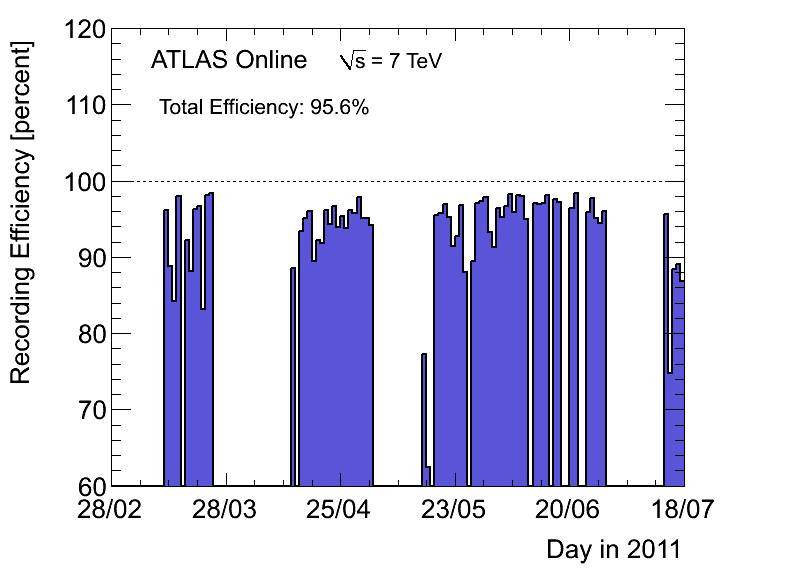 120
ATLAS Online √s = 7 TeV
110
Total Efficiency: 95.6%
100
90
80
70
60
Recording Efficiency [percent]
28/02 28/03 25/04 23/05 20/06 18/07
Day in 2011